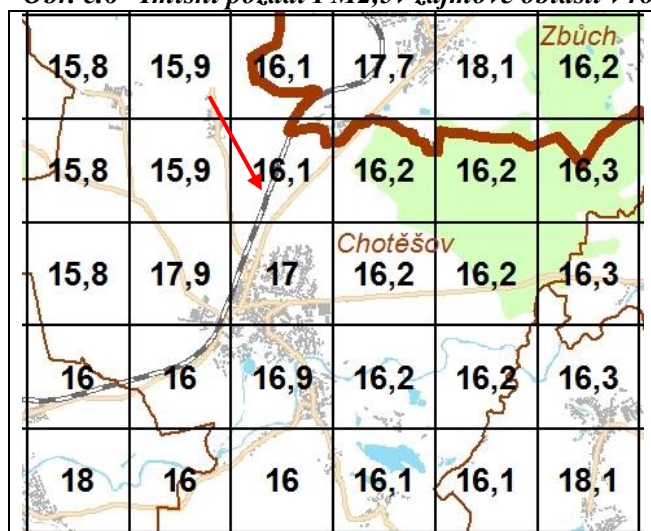 Zbůch
15,8 15,9 16,1 17,7 18,1 16,2
15,8 15,9 16,1 16,2 16,2 16,3
Chotěšov
15,8 17,9 17 16,2 16,2 16,3
16 16 16,9 16,2 16,2 16,3
18 16 16 16,1 16,1 18,1